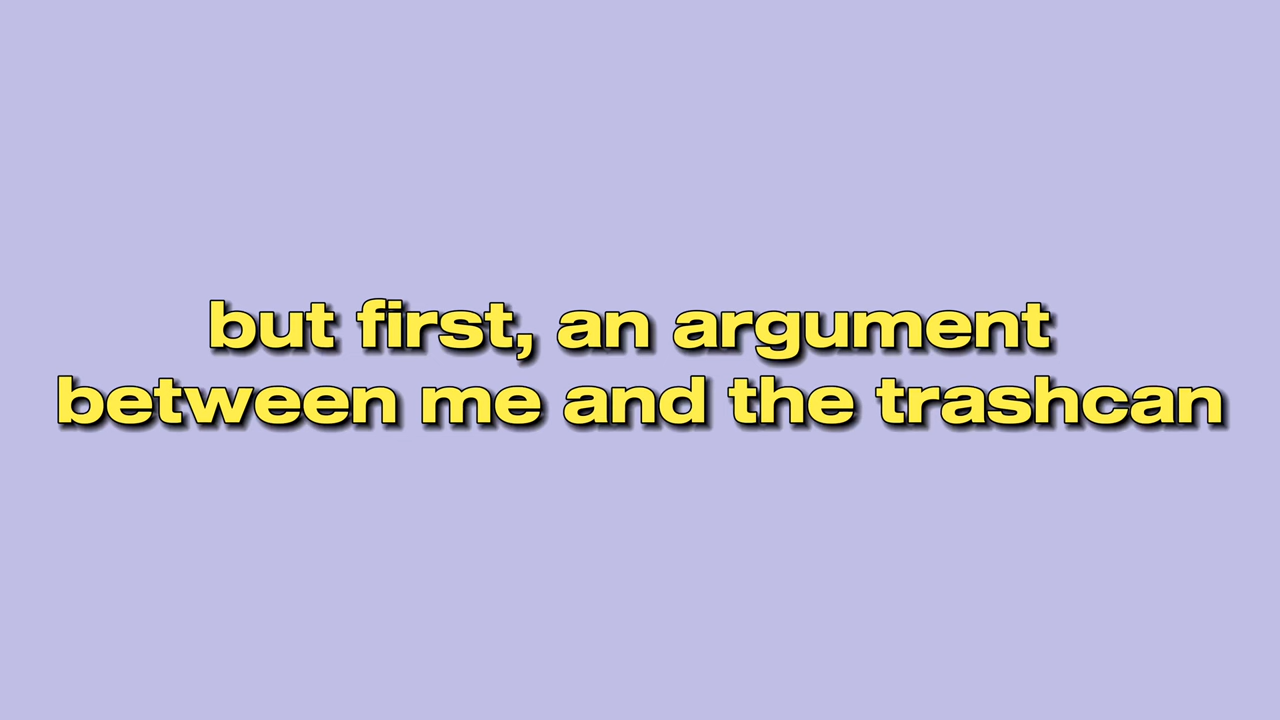 but first, an argument
between me and the trashcan